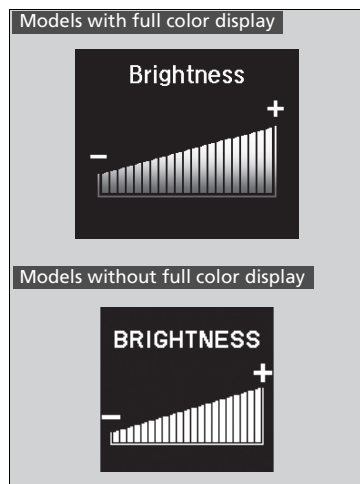 Models with full color display
Brightness
+
−
Models without full color display
BRIGHTNESS
+
−